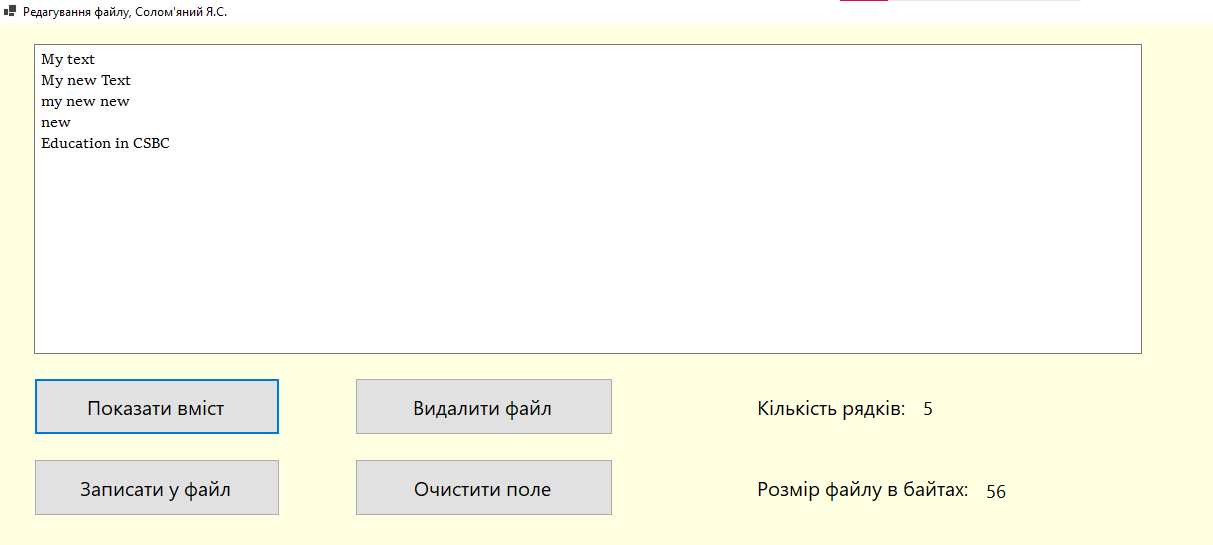 Редагування файлу, Солом'яний Я.С.
My text
My new Text
my new new
new
Education in CSBC
Показати вміст
Видалити файл
Кількість рядків: 5
Записати у файл
Очистити поле
Розмір файлу в байтах: 56